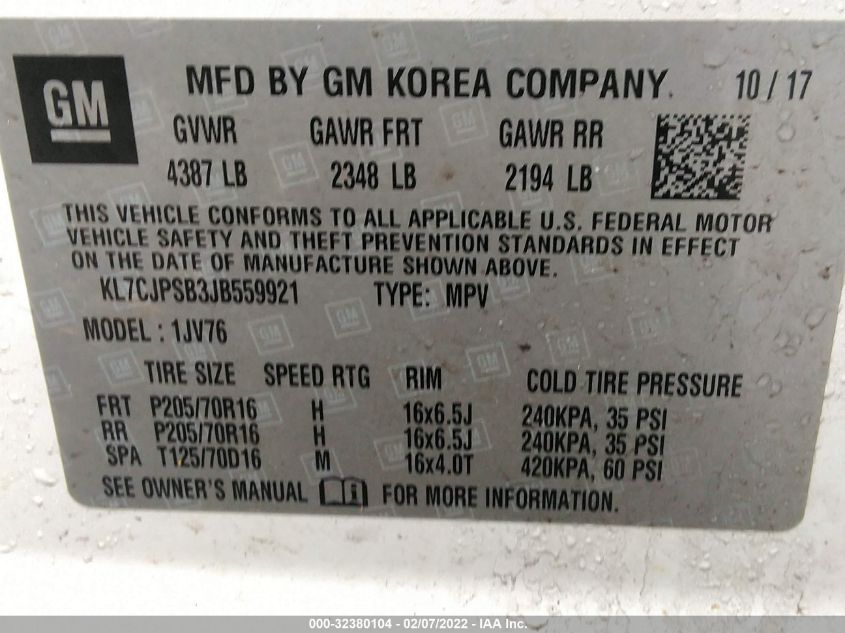 GM MFD BY GM KOREA COMPANY. 10/17
GVWR GAWR FRT GAWR RR
4387 LB 2348 LB 2194 LB
THIS VEHICLE CONFORMS TO ALL APPLICABLE U.S. FEDERAL MOTOR
VEHICLE SAFETY AND THEFT PREVENTION STANDARDS IN EFFECT
ON THE DATE OF MANUFACTURE SHOWN ABOVE.
KL7CJPSB3JB559921 TYPE: MPV
MODEL: 1JV76
TIRE SIZE SPEED RTG RIM COLD TIRE PRESSURE
FRT P205/70R16 H 16x6.5J 240KPA, 35 PSI
RR P205/70R16 H 16x6.5J 240KPA, 35 PSI
SPA T125/70D16 M 16x4.0T 420KPA, 60 PSI
SEE OWNER'S MANUAL FOR MORE INFORMATION.
000-32380104 - 02/07/2022 - IAA Inc.